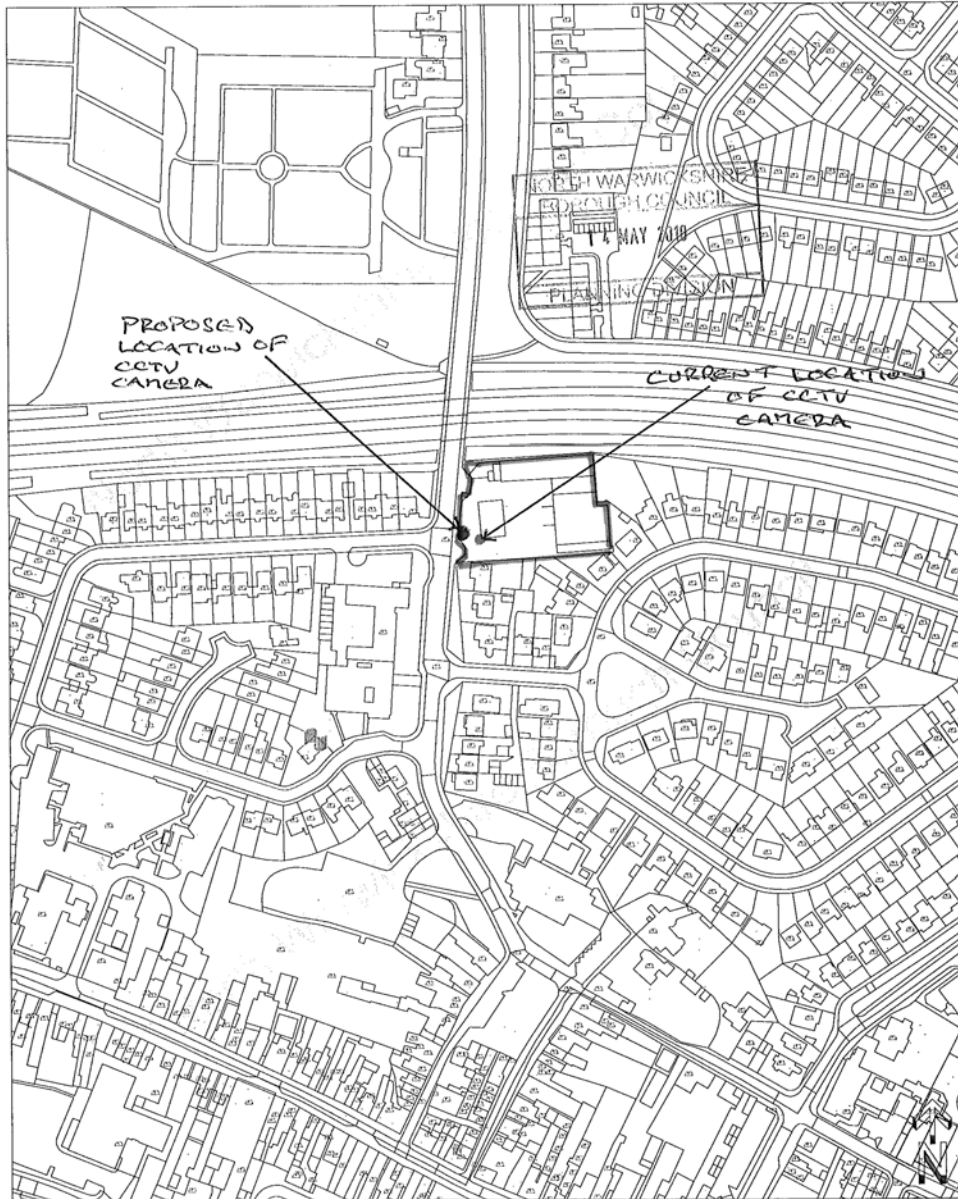 NORTH WARWICKSHIRE
BOROUGH COUNCIL
14 MAY 2018
PLANNING DIVISION
PROPOSED
LOCATION OF
CCTV
CAMERA
CURRENT LOCATION
OF CCTV
CAMERA
N